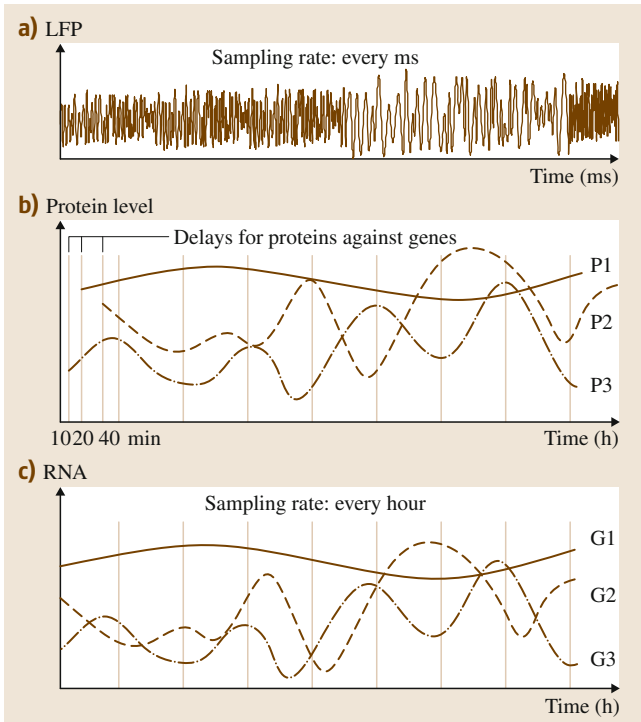 a) LFP
Sampling rate: every ms
Time (ms)
b) Protein level
Delays for proteins against genes
P1
P2
P3
10 20 40 min
Time (h)
c) RNA
Sampling rate: every hour
G1
G2
G3
Time (h)